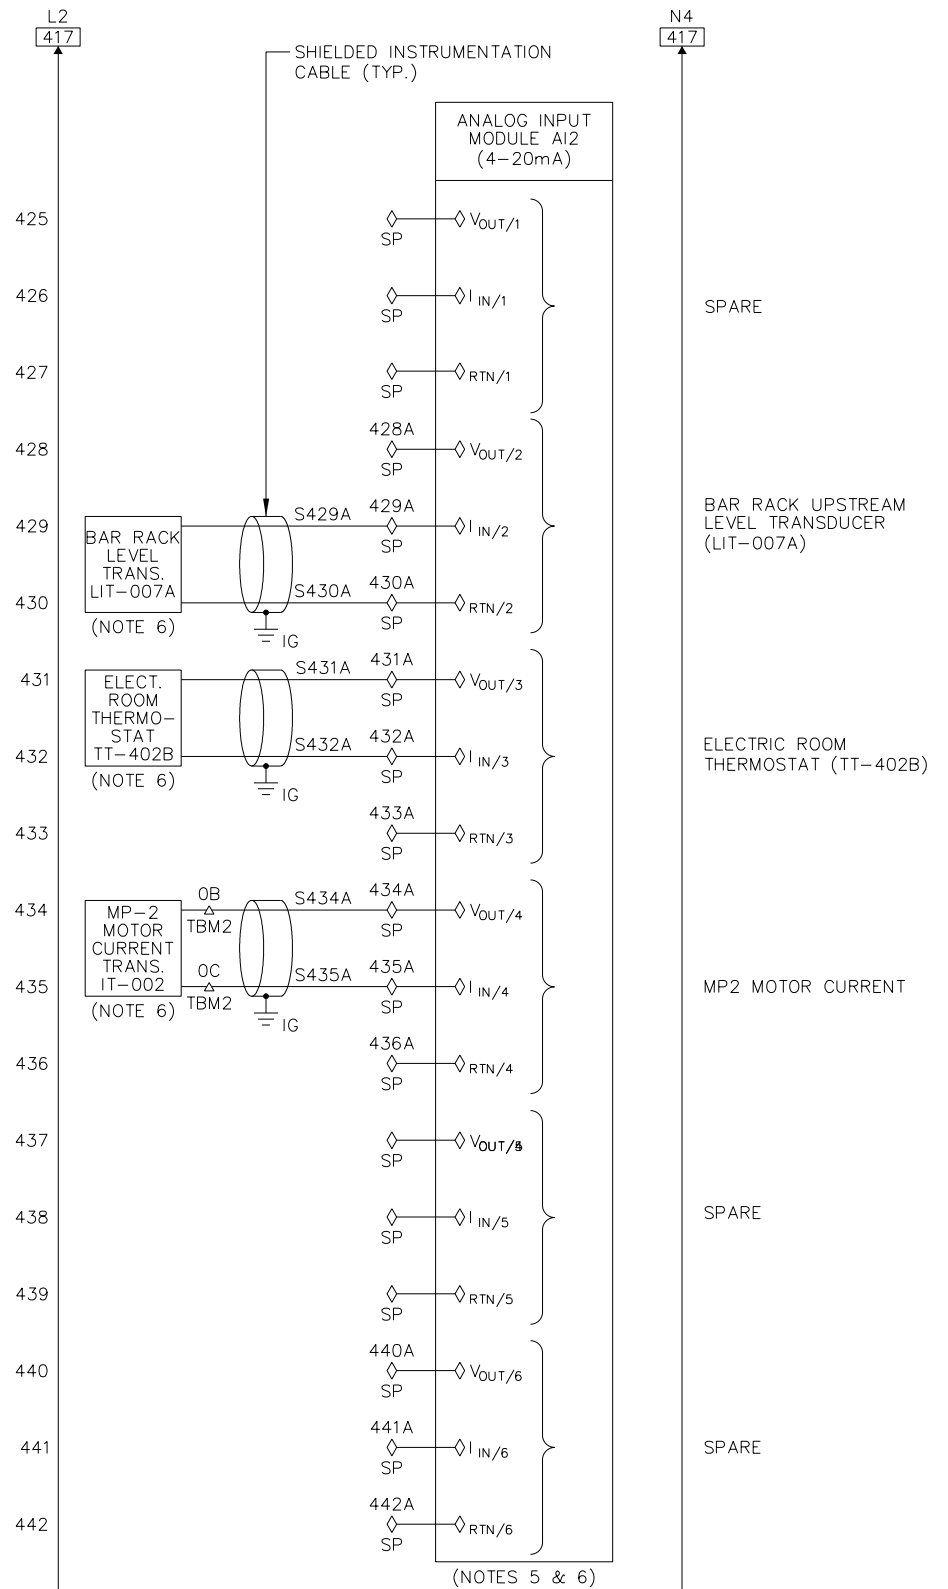 L2
417
N4
417
SHIELDED INSTRUMENTATION
CABLE (TYP.)
ANALOG INPUT
MODULE AI2
(4-20mA)
425
SP
VOUT/1
426
SP
I IN/1
SPARE
427
SP
RTN/1
428
428A
SP
VOUT/2
429
S429A
429A
SP
I IN/2
BAR RACK UPSTREAM
LEVEL TRANSDUCER
(LIT-007A)
BAR RACK
LEVEL
TRANS.
LIT-007A
(NOTE 6)
430
S430A
430A
SP
RTN/2
IG
431
S431A
431A
SP
VOUT/3
ELECT.
ROOM
THERMO-
STAT
TT-402B
(NOTE 6)
432
S432A
432A
SP
I IN/3
ELECTRIC ROOM
THERMOSTAT (TT-402B)
IG
433
433A
SP
RTN/3
434
0B
TBM2
S434A
434A
SP
VOUT/4
MP-2
MOTOR
CURRENT
TRANS.
IT-002
(NOTE 6)
435
0C
TBM2
S435A
435A
SP
I IN/4
MP2 MOTOR CURRENT
IG
436
436A
SP
RTN/4
437
SP
VOUT/
438
SP
I IN/5
SPARE
439
SP
RTN/5
440
440A
SP
VOUT/6
441
441A
SP
I IN/6
SPARE
442
442A
SP
RTN/6
(NOTES 5 & 6)